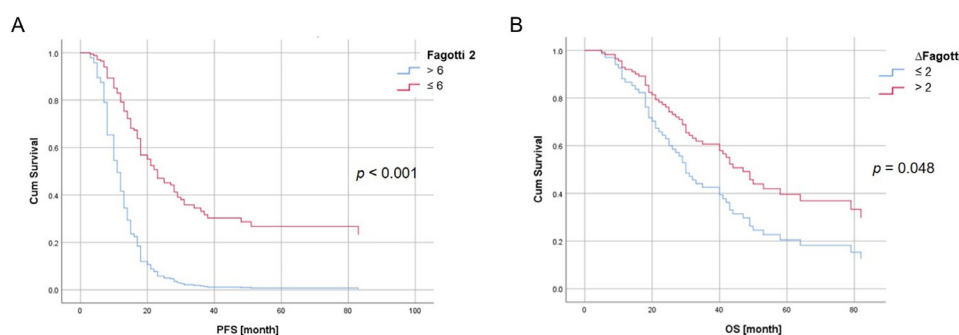 A
Fagotti 2
> 6
≤ 6
1.0
0.8
0.6
0.4
0.2
0.0
Cum Survival
p < 0.001
0 20 40 60 80 100
PFS [month]
B
ΔFagotti
≤ 2
> 2
1.0
0.8
0.6
0.4
0.2
0.0
Cum Survival
p = 0.048
0 20 40 60 80
OS [month]